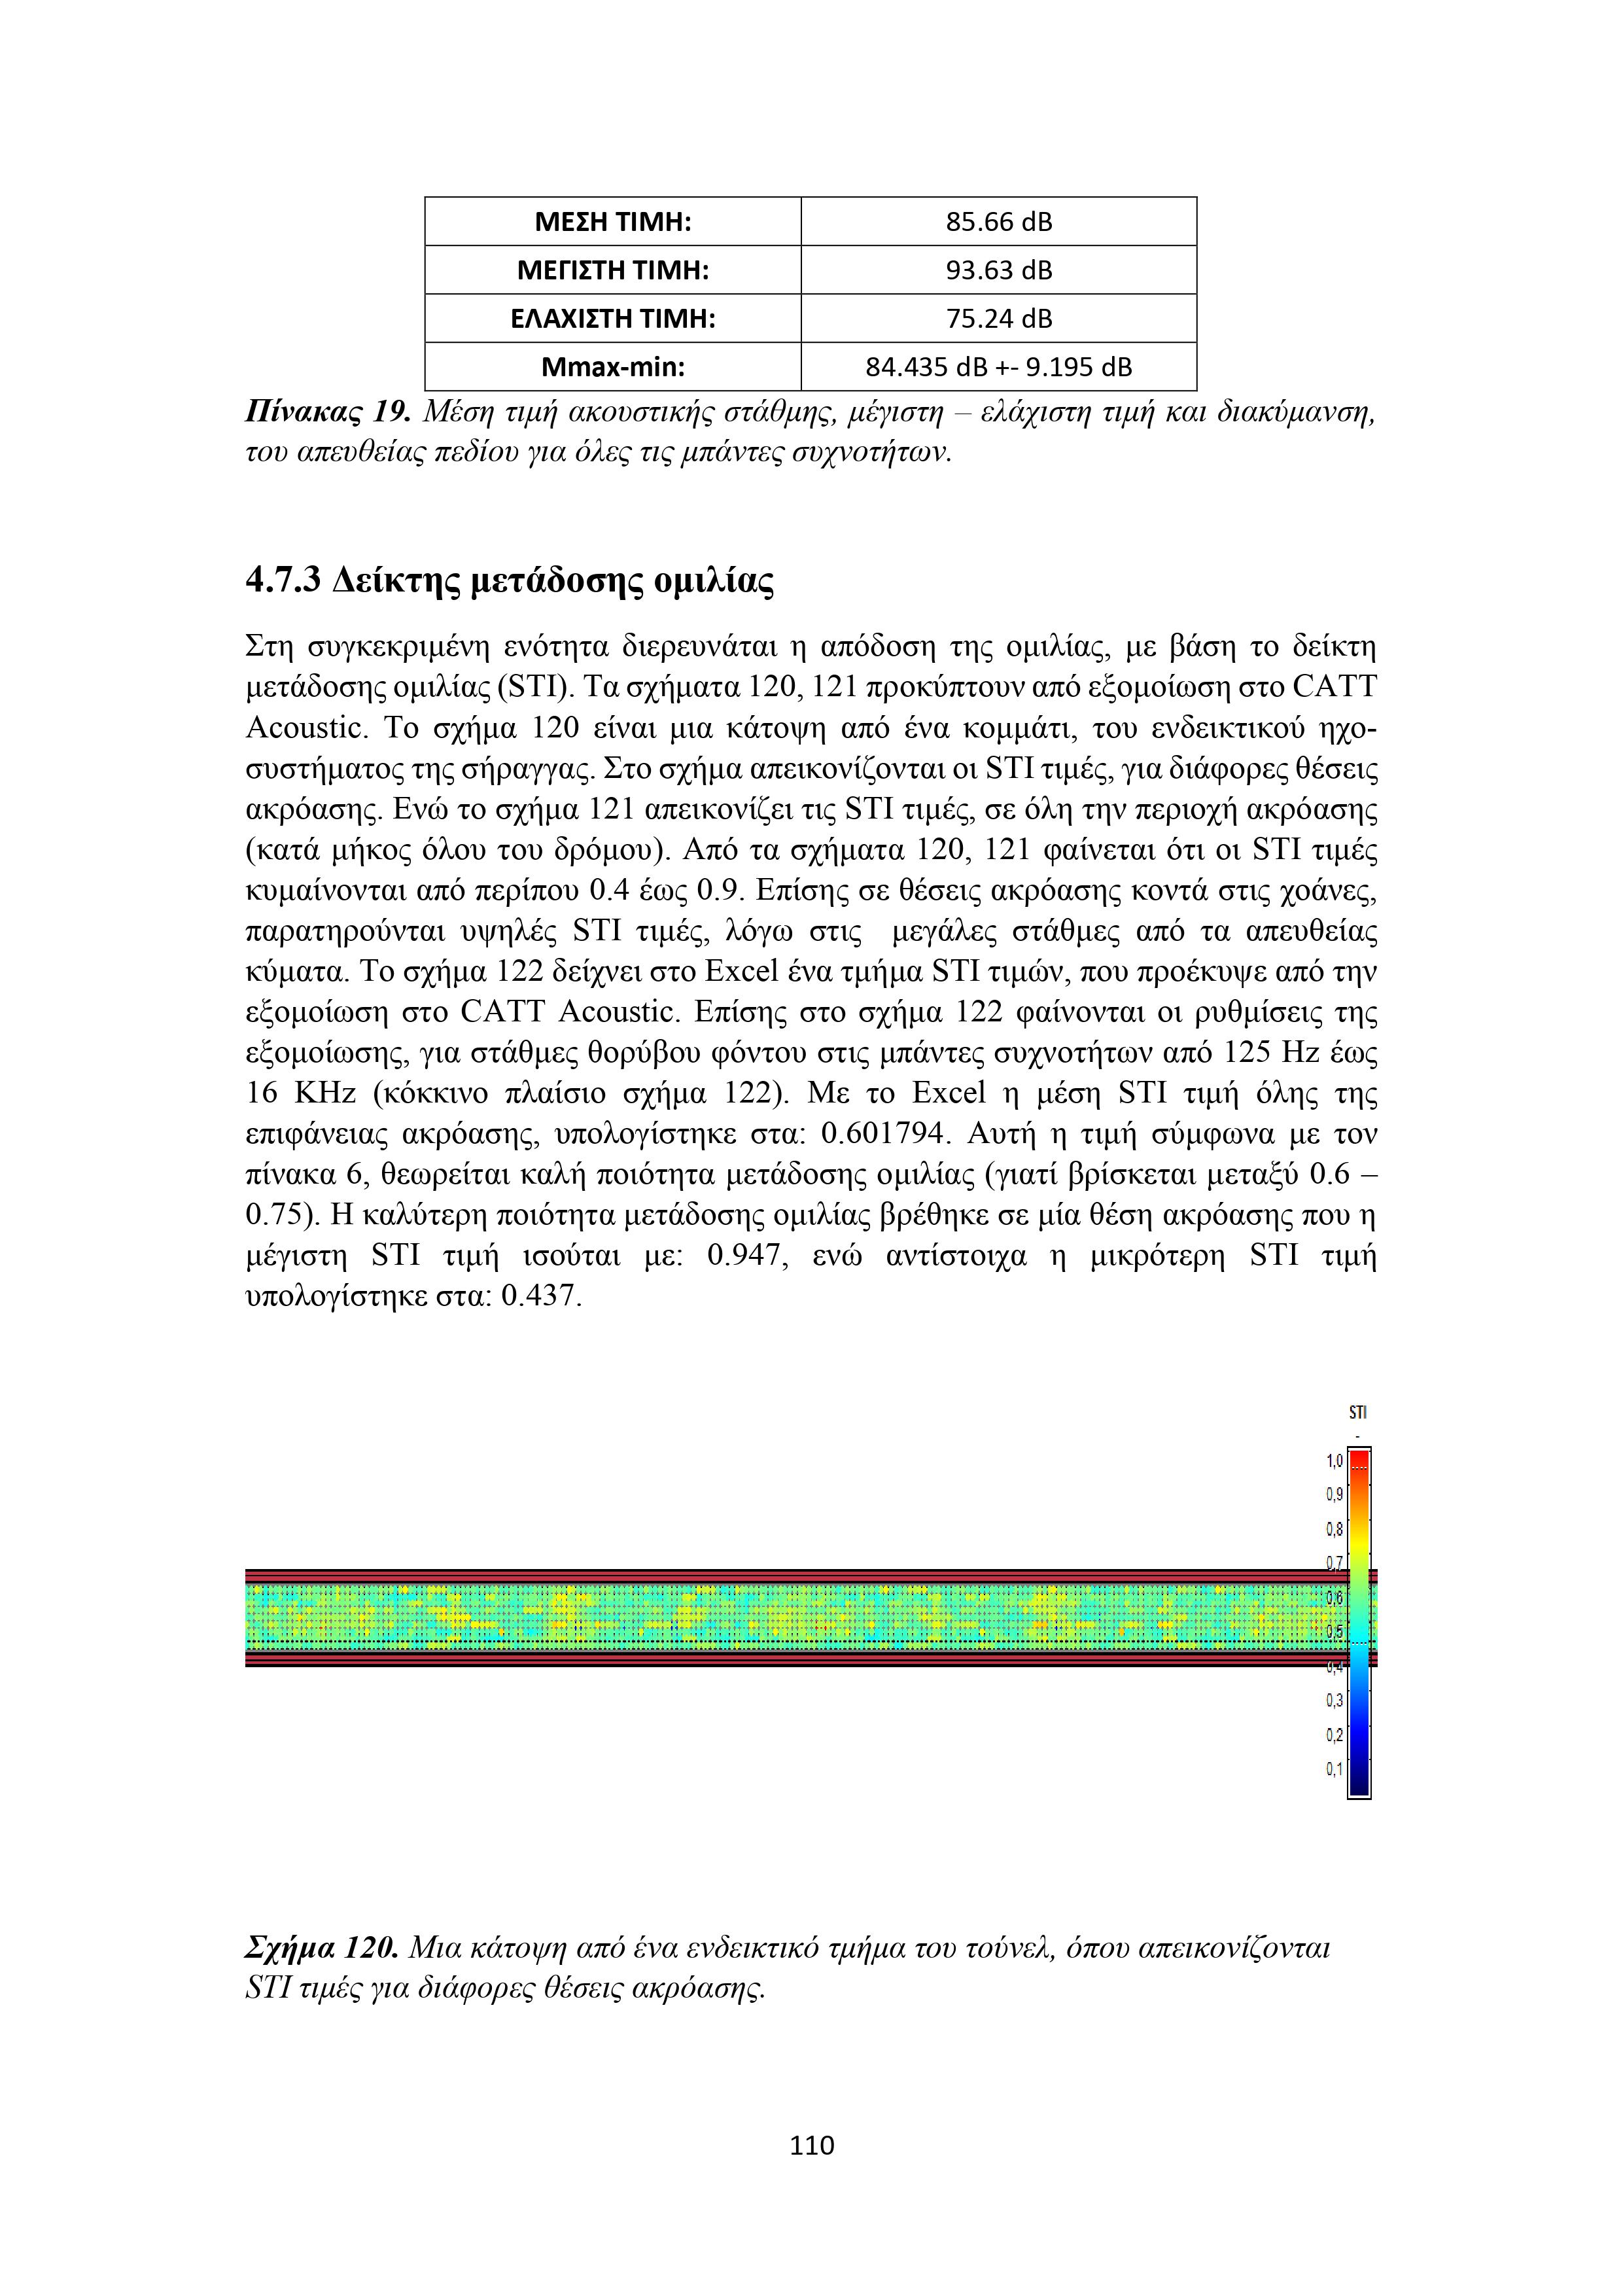 ΜΕΣΗ ΤΙΜΗ: 85.66 dB
ΜΕΓΙΣΤΗ ΤΙΜΗ: 93.63 dB
ΕΛΑΧΙΣΤΗ ΤΙΜΗ: 75.24 dB
Mmax-min: 84.435 dB +- 9.195 dB
Πίνακας 19. Μέση τιμή ακουστικής στάθμης, μέγιστη – ελάχιστη τιμή και διακύμανση,
του απευθείας πεδίου για όλες τις μπάντες συχνοτήτων.
4.7.3 Δείκτης μετάδοσης ομιλίας
Στη συγκεκριμένη ενότητα διερευνάται η απόδοση της ομιλίας, με βάση το δείκτη
μετάδοσης ομιλίας (STI). Τα σχήματα 120, 121 προκύπτουν από εξομοίωση στο CATT
Acoustic. Το σχήμα 120 είναι μια κάτοψη από ένα κομμάτι, του ενδεικτικού ηχο-
συστήματος της σήραγγας. Στο σχήμα απεικονίζονται οι STI τιμές, για διάφορες θέσεις
ακρόασης. Ενώ το σχήμα 121 απεικονίζει τις STI τιμές, σε όλη την περιοχή ακρόασης
(κατά μήκος όλου του δρόμου). Από τα σχήματα 120, 121 φαίνεται ότι οι STI τιμές
κυμαίνονται από περίπου 0.4 έως 0.9. Επίσης σε θέσεις ακρόασης κοντά στις χοάνες,
παρατηρούνται υψηλές STI τιμές, λόγω στις μεγάλες στάθμες από τα απευθείας
κύματα. Το σχήμα 122 δείχνει στο Excel ένα τμήμα STI τιμών, που προέκυψε από την
εξομοίωση στο CATT Acoustic. Επίσης στο σχήμα 122 φαίνονται οι ρυθμίσεις της
εξομοίωσης, για στάθμες θορύβου φόντου στις μπάντες συχνοτήτων από 125 Hz έως
16 KHz (κόκκινο πλαίσιο σχήμα 122). Με το Excel η μέση STI τιμή όλης της
επιφάνειας ακρόασης, υπολογίστηκε στα: 0.601794. Αυτή η τιμή σύμφωνα με τον
πίνακα 6, θεωρείται καλή ποιότητα μετάδοσης ομιλίας (γιατί βρίσκεται μεταξύ 0.6 –
0.75). Η καλύτερη ποιότητα μετάδοσης ομιλίας βρέθηκε σε μία θέση ακρόασης που η
μέγιστη STI τιμή ισούται με: 0.947, ενώ αντίστοιχα η μικρότερη STI τιμή
υπολογίστηκε στα: 0.437.
STI
-
1,0
0,9
0,8
0,7
0,6
0,5
0,4
0,3
0,2
0,1
Σχήμα 120. Μια κάτοψη από ένα ενδεικτικό τμήμα του τούνελ, όπου απεικονίζονται
STI τιμές για διάφορες θέσεις ακρόασης.
110